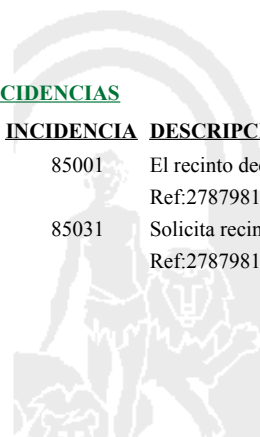 CIDENCIAS
INCIDENCIA DESCRIPC
85001 El recinto dec
Ref:2787981
85031 Solicita recin
Ref:2787981